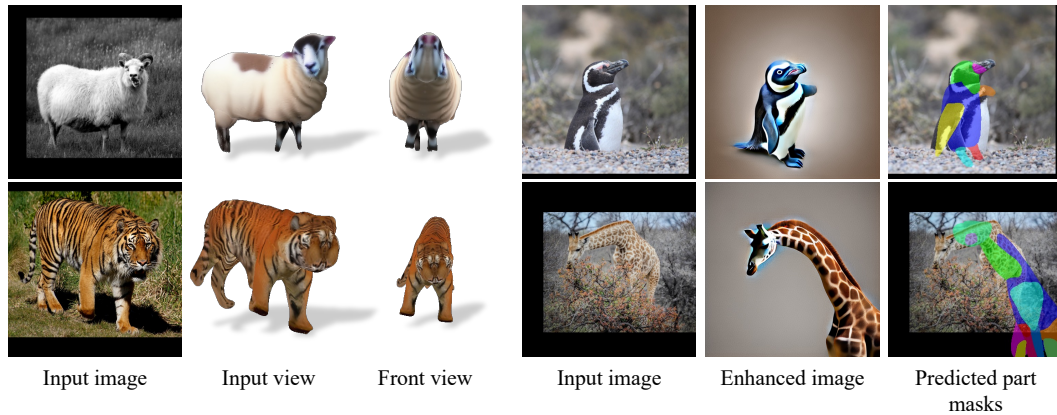 Input image
Input view
Front view
Input image
Enhanced image
Predicted part
masks